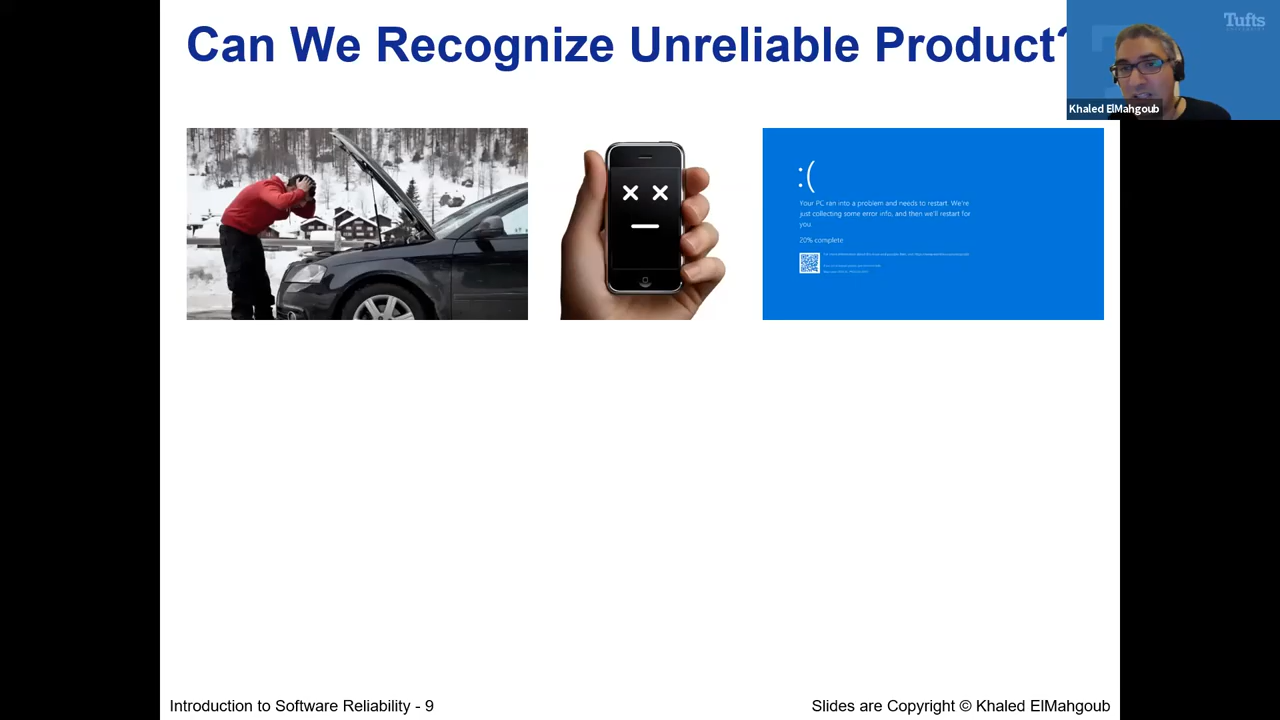 Can We Recognize Unreliable Product?
Tufts
Khaled ElMahgoub
:(
Your PC ran into a problem and needs to restart. We're
just collecting some error info, and then we'll restart for
you.
20% complete
Introduction to Software Reliability - 9
Slides are Copyright © Khaled ElMahgoub